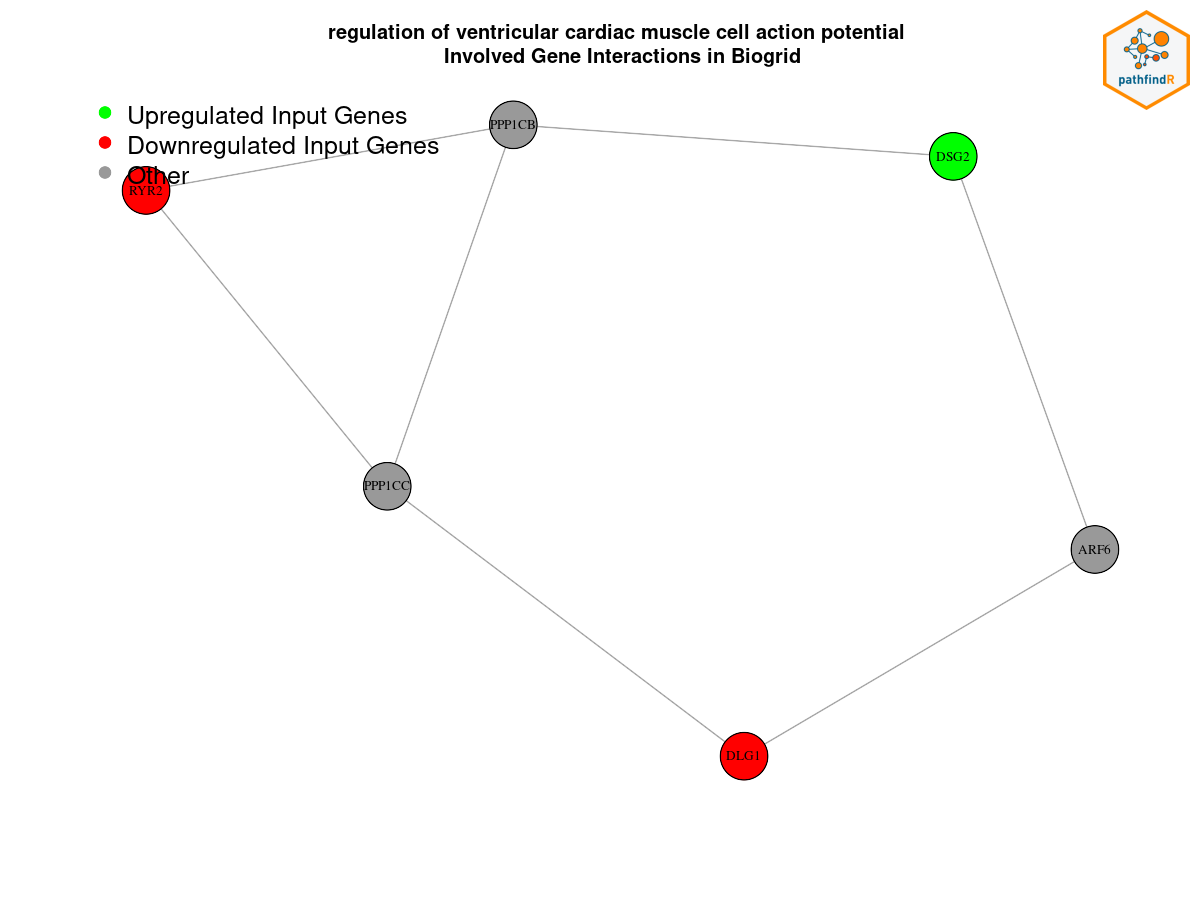 regulation of ventricular cardiac muscle cell action potential
Involved Gene Interactions in Biogrid
pathfindR
Upregulated Input Genes
Downregulated Input Genes
Other
PPP1CB
DSG2
RYR2
PPP1CC
ARF6
DLG1